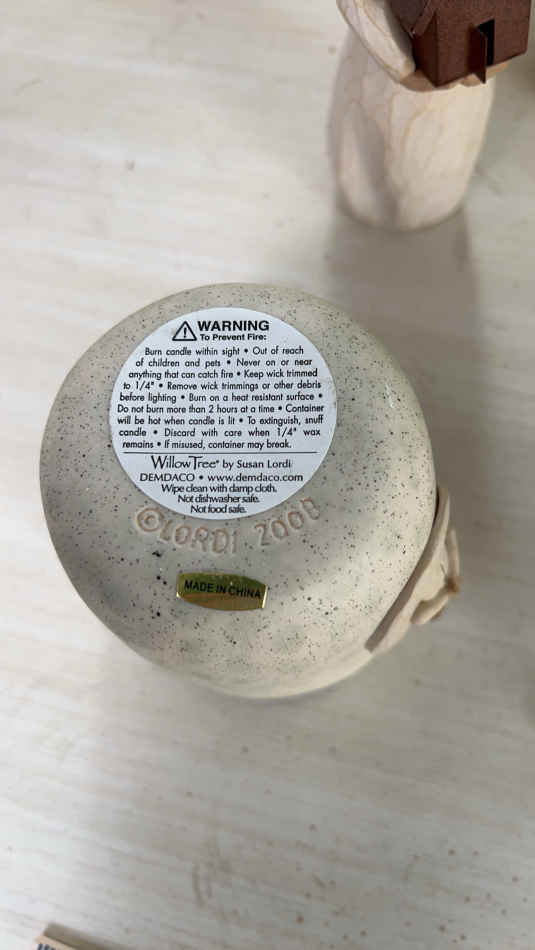 WARNING
To Prevent Fire:
Burn candle within sight • Out of reach
of children and pets • Never on or near
anything that can catch fire • Keep wick trimmed
to 1/4" • Remove wick trimmings or other debris
before lighting • Burn on a heat resistant surface •
Do not burn more than 2 hours at a time • Container
will be hot when candle is lit • To extinguish, snuff
candle • Discard with care when 1/4" wax
remains • If misused, container may break.
Willow Tree® by Susan Lordi
DEMDACO • www.demdaco.com
Wipe clean with damp cloth.
Not dishwasher safe.
Not food safe.
©LORDI 2008
MADE IN CHINA